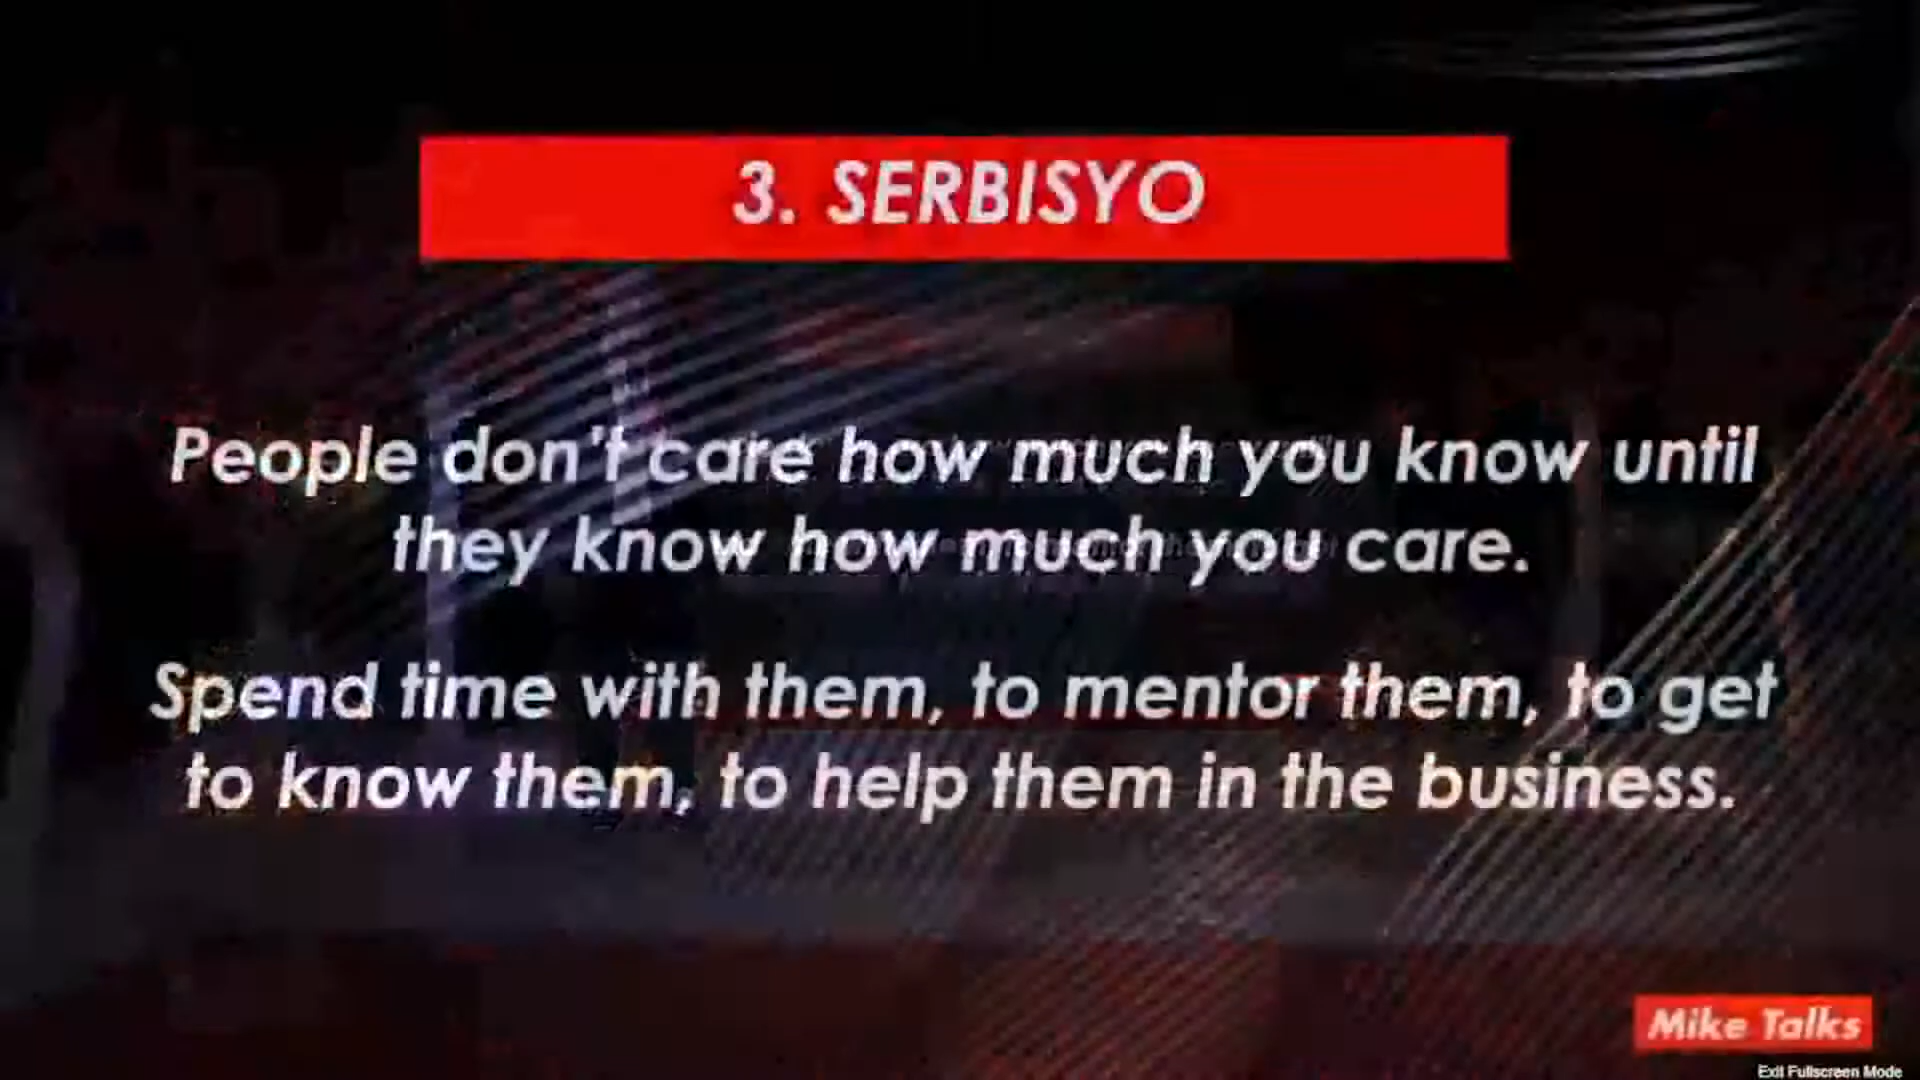 3. SERBISYO
People don't care how much you know until
they know how much you care.
Spend time with them, to mentor them, to get
to know them, to help them in the business.
Mike Talks
Exit Fullscreen Mode